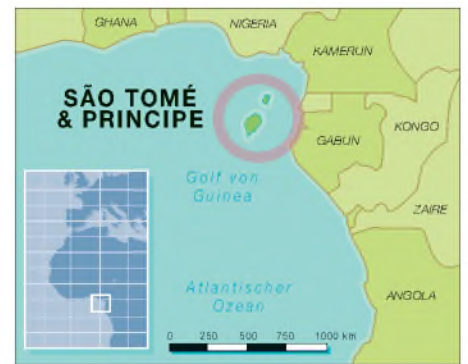 GHANA
NIGERIA
KAMERUN
SÃO TOMÉ
& PRINCIPE
GABUN
KONGO
Golf von
Guinea
ZAIRE
Atlantischer
Ozean
ANGOLA
0 250 500 750 1000 km